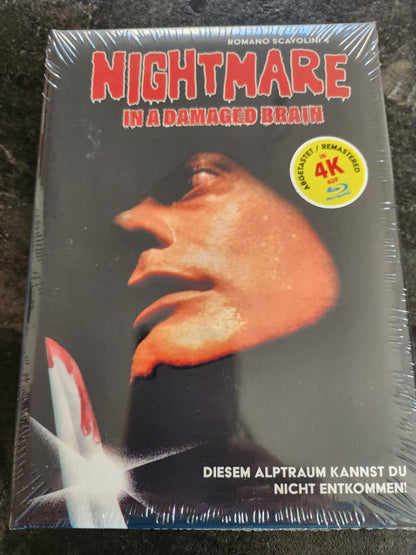 ROMANO SCAVOLINI's
NIGHTMARE
IN A DAMAGED BRAIN
ABGETASTET / REMASTERED
IN
4K
AUF
DIESEM ALPTRAUM KANNST DU
NICHT ENTKOMMEN!